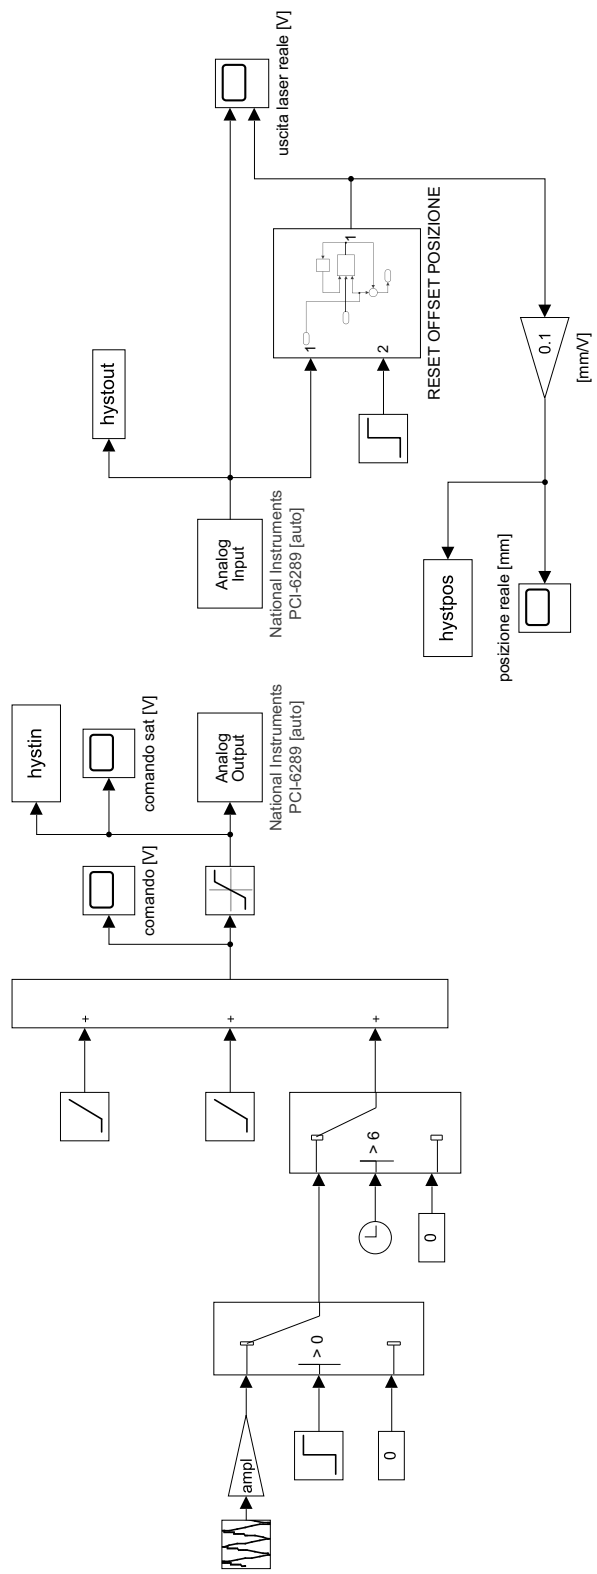 ampl
> 0
0
> 6
0
+
+
+
comando [V]
hystin
comando sat [V]
Analog
Output
National Instruments
PCI-6289 [auto]
Analog
Input
National Instruments
PCI-6289 [auto]
hystout
uscita laser reale [V]
1
2
1
RESET OFFSET POSIZIONE
0.1
[mm/V]
hystpos
posizione reale [mm]